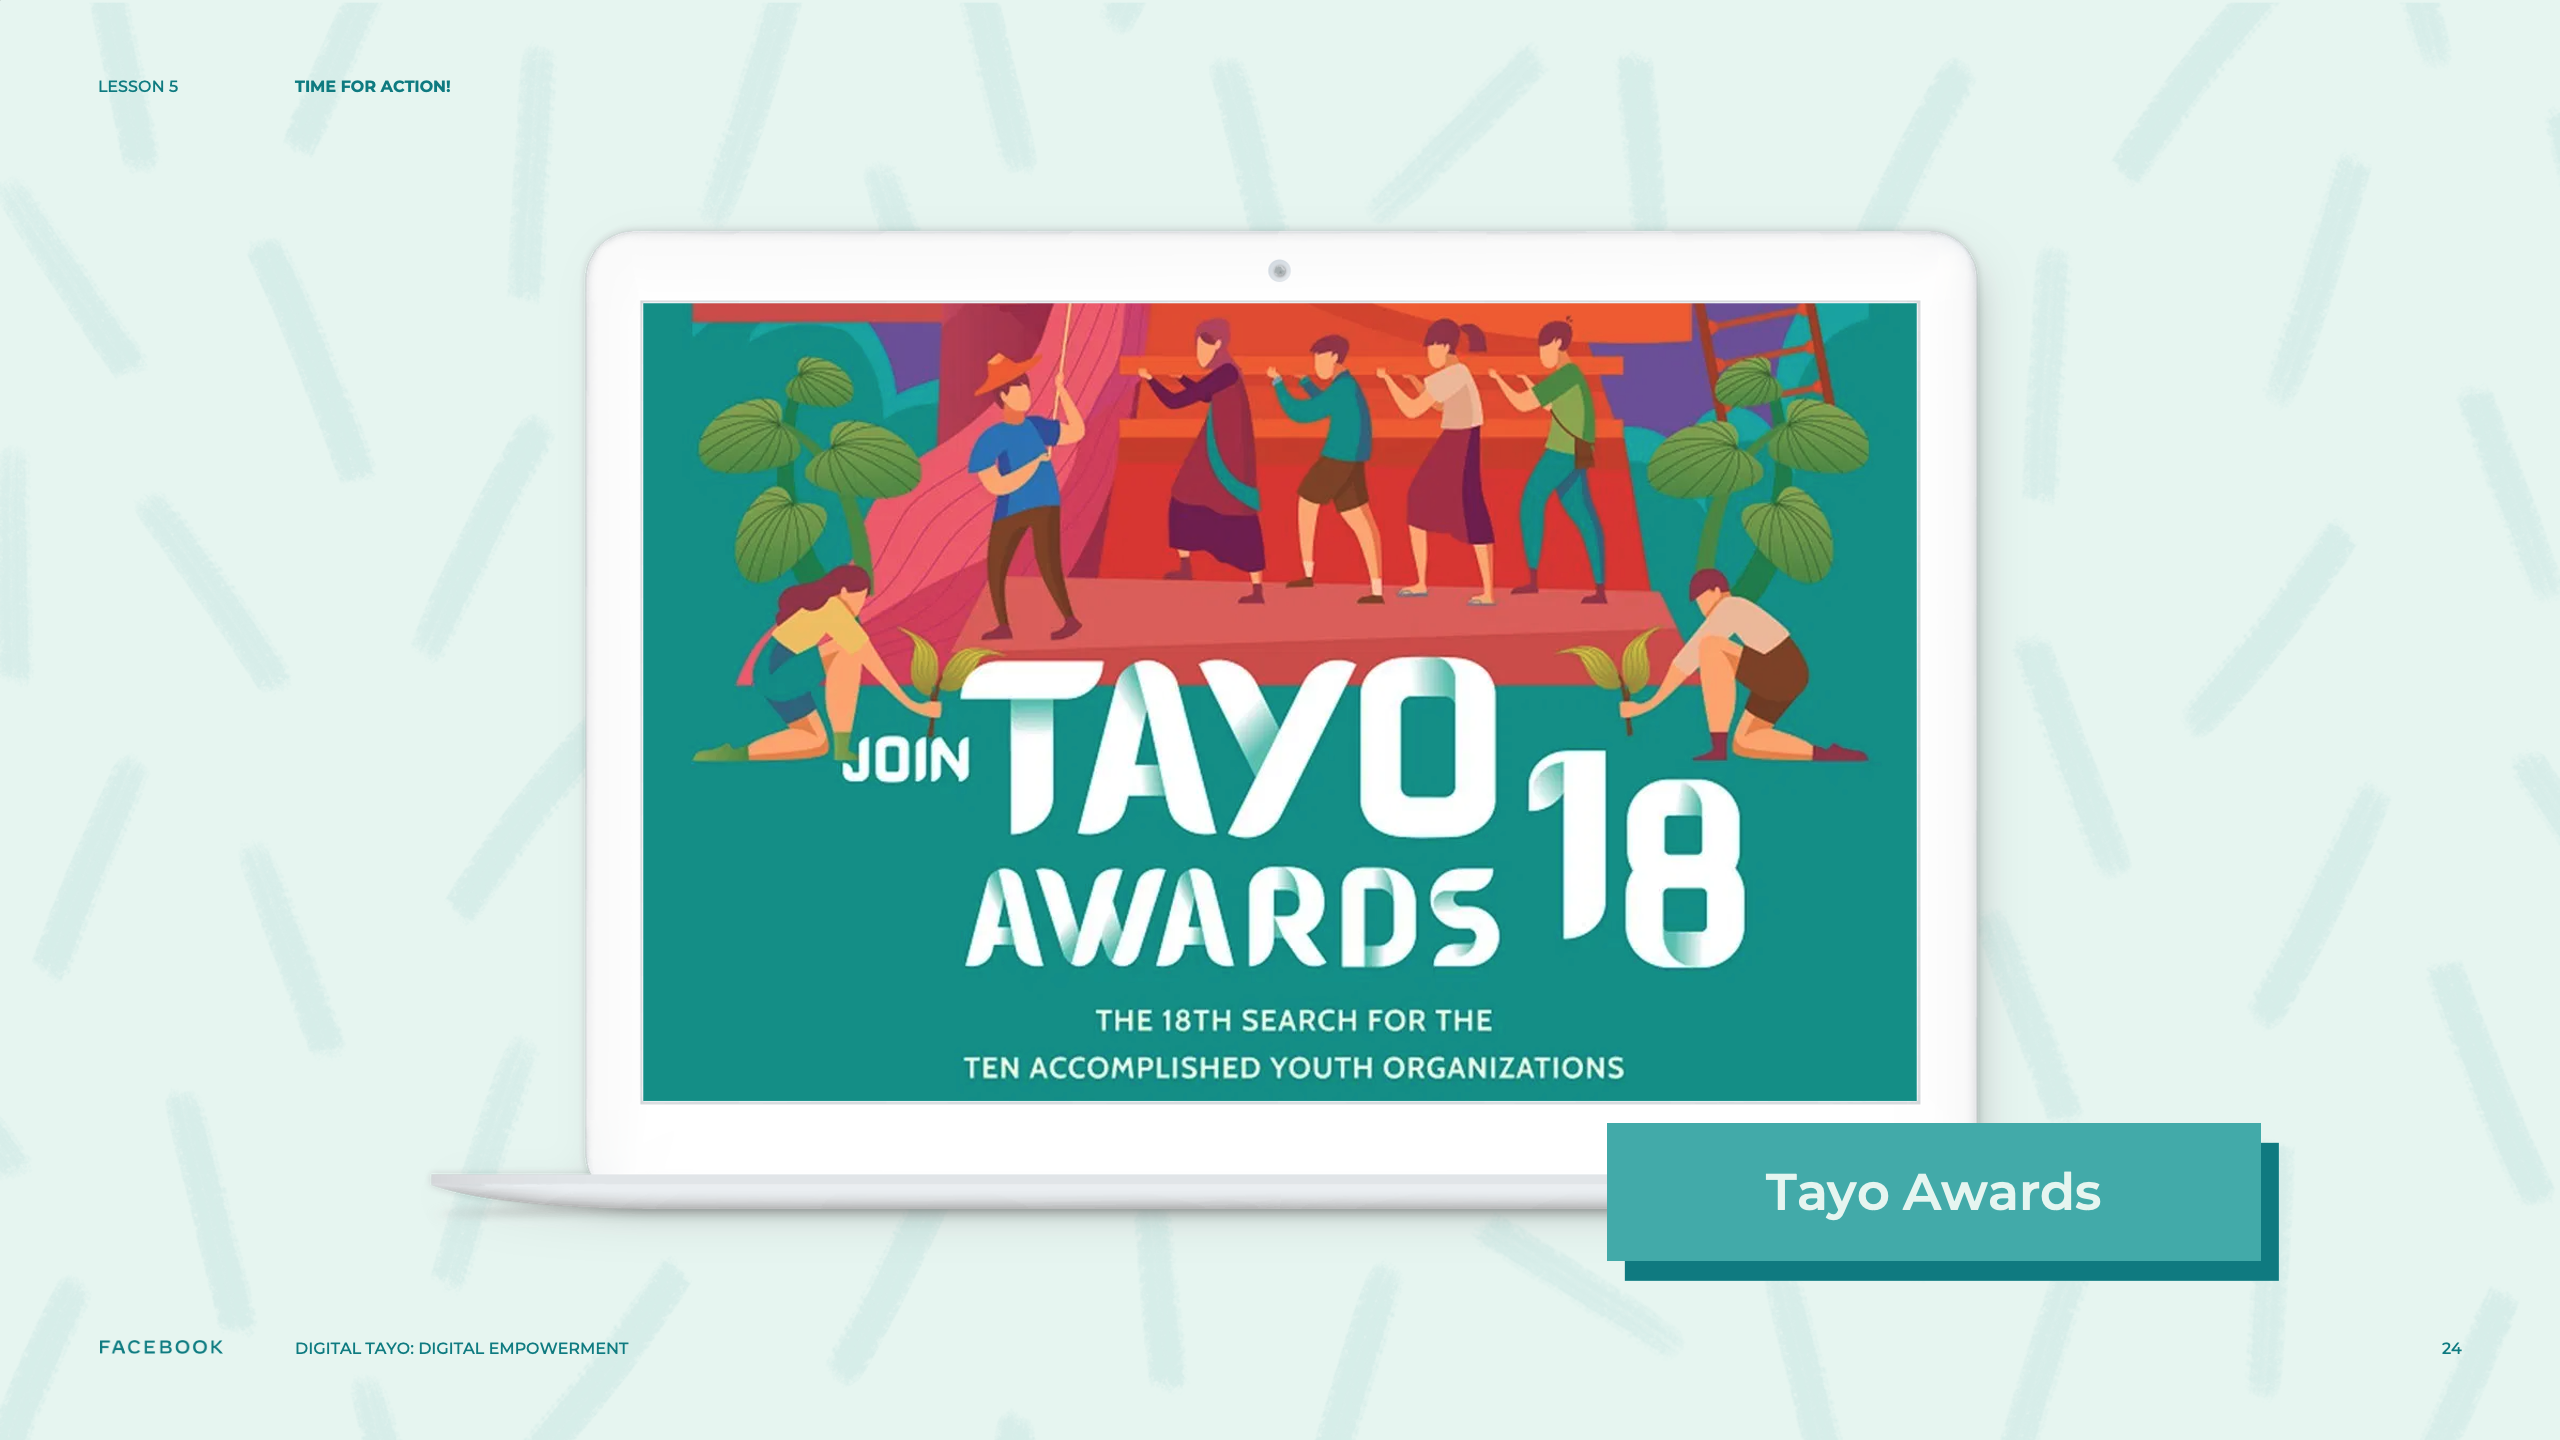 LESSON 5
TIME FOR ACTION!
JOIN
TAYO
AWARDS
18
THE 18TH SEARCH FOR THE
TEN ACCOMPLISHED YOUTH ORGANIZATIONS
Tayo Awards
FACEBOOK
DIGITAL TAYO: DIGITAL EMPOWERMENT
24